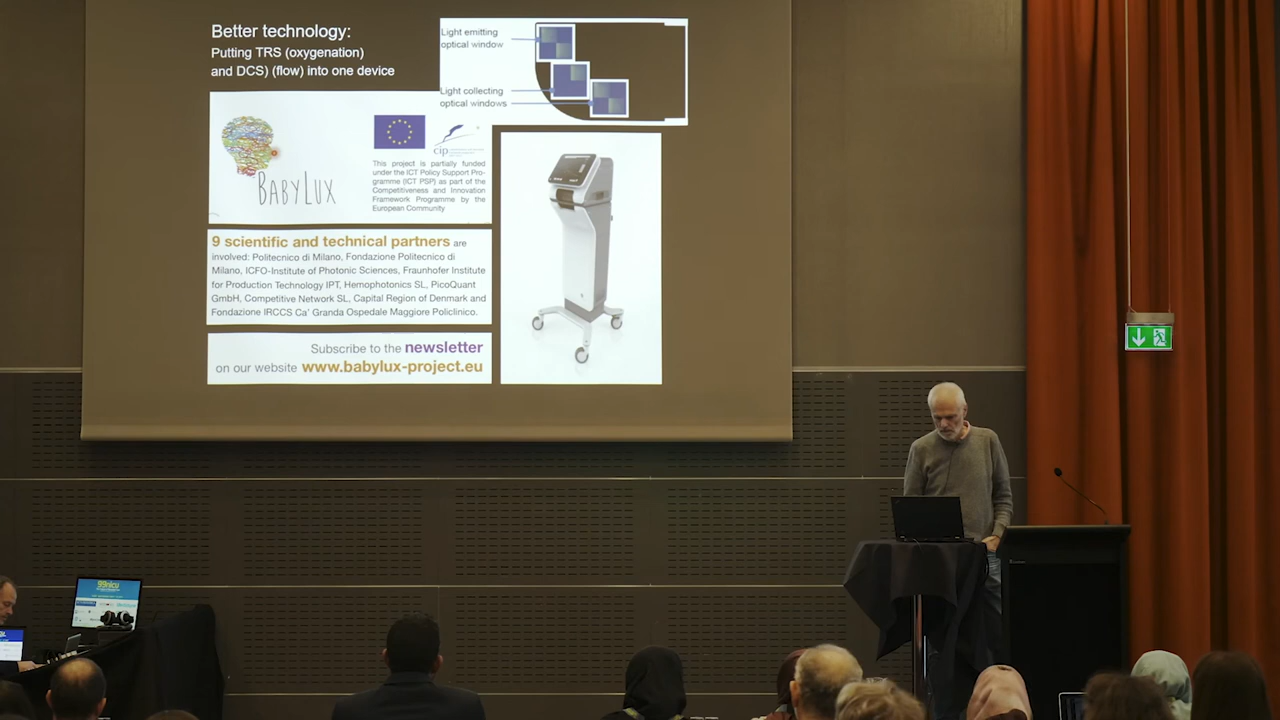 Better technology:
Putting TRS (oxygenation)
and DCS) (flow) into one device
Light emitting
optical window
Light collecting
optical windows
BABYLUX
cip
This project is partially funded
under the ICT Policy Support Pro-
gramme (ICT PSP) as part of the
Competitiveness and Innovation
Framework Programme by the
European Community
9 scientific and technical partners are
involved: Politecnico di Milano, Fondazione Politecnico di
Milano, ICFO-Institute of Photonic Sciences, Fraunhofer Institute
for Production Technology IPT, Hemophotonics SL, PicoQuant
GmbH, Competitive Network SL, Capital Region of Denmark and
Fondazione IRCCS Ca' Granda Ospedale Maggiore Policlinico.
Subscribe to the newsletter
on our website www.babylux-project.eu
99nicu